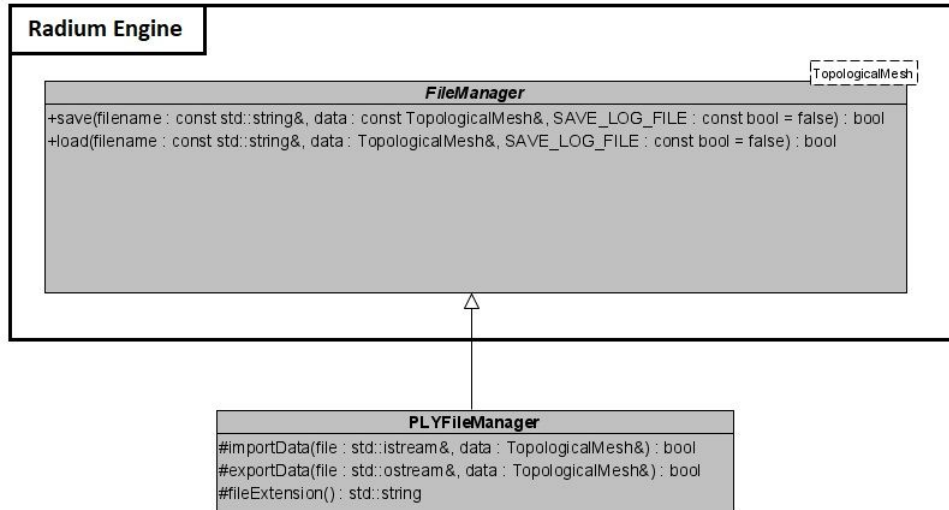 Radium Engine
TopologicalMesh
FileManager
+save(filename : const std::string&, data : const TopologicalMesh&, SAVE_LOG_FILE : const bool = false) : bool
+load(filename : const std::string&, data : TopologicalMesh&, SAVE_LOG_FILE : const bool = false) : bool
PLYFileManager
#importData(file : std::istream&, data : TopologicalMesh&) : bool
#exportData(file : std::ostream&, data : TopologicalMesh&) : bool
#fileExtension() : std::string